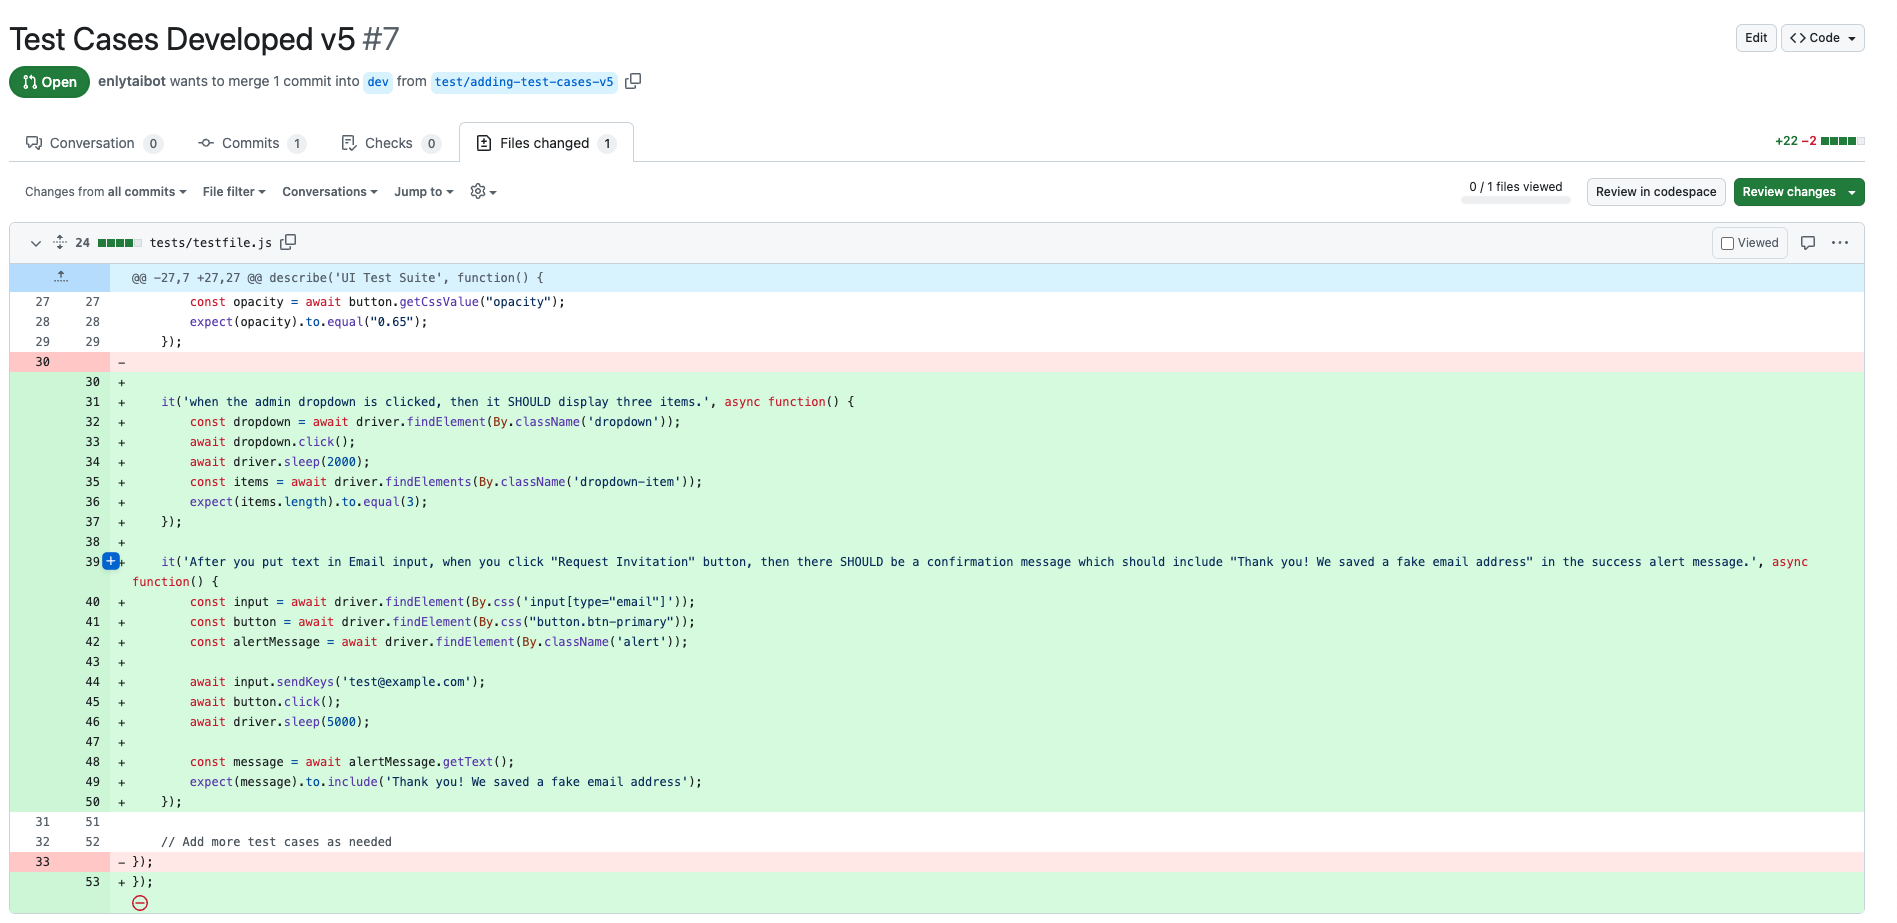 Test Cases Developed v5 #7
Edit
<> Code
Open
enlytaibot wants to merge 1 commit into dev from test/adding-test-cases-v5
Conversation 0
Commits 1
Checks 0
Files changed 1
+22 −2
Changes from all commits
File filter
Conversations
Jump to
0 / 1 files viewed
Review in codespace
Review changes
24 tests/testfile.js
Viewed
@@ -27,7 +27,27 @@ describe('UI Test Suite', function() {
27 27 const opacity = await button.getCssValue("opacity");
28 28 expect(opacity).to.equal("0.65");
29 29 });
30 -
30 +
31 + it('when the admin dropdown is clicked, then it SHOULD display three items.', async function() {
32 + const dropdown = await driver.findElement(By.className('dropdown'));
33 + await dropdown.click();
34 + await driver.sleep(2000);
35 + const items = await driver.findElements(By.className('dropdown-item'));
36 + expect(items.length).to.equal(3);
37 + });
38 +
39 + it('After you put text in Email input, when you click "Request Invitation" button, then there SHOULD be a confirmation message which should include "Thank you! We saved a fake email address" in the success alert message.', async
function() {
40 + const input = await driver.findElement(By.css('input[type="email"]'));
41 + const button = await driver.findElement(By.css("button.btn-primary"));
42 + const alertMessage = await driver.findElement(By.className('alert'));
43 +
44 + await input.sendKeys('test@example.com');
45 + await button.click();
46 + await driver.sleep(5000);
47 +
48 + const message = await alertMessage.getText();
49 + expect(message).to.include('Thank you! We saved a fake email address');
50 + });
31 51
32 52 // Add more test cases as needed
33 - });
53 + });